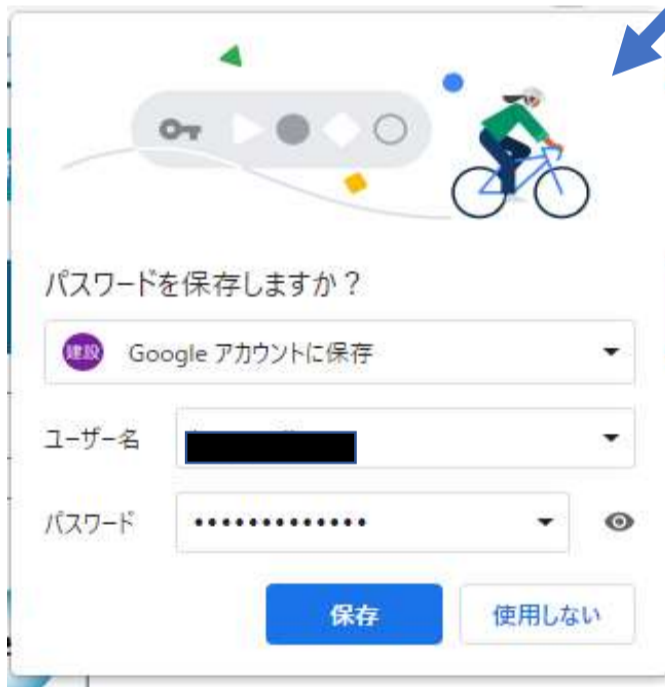 パスワードを保存しますか？
建設 Google アカウントに保存
ユーザー名
パスワード •••••••••••••
保存 使用しない